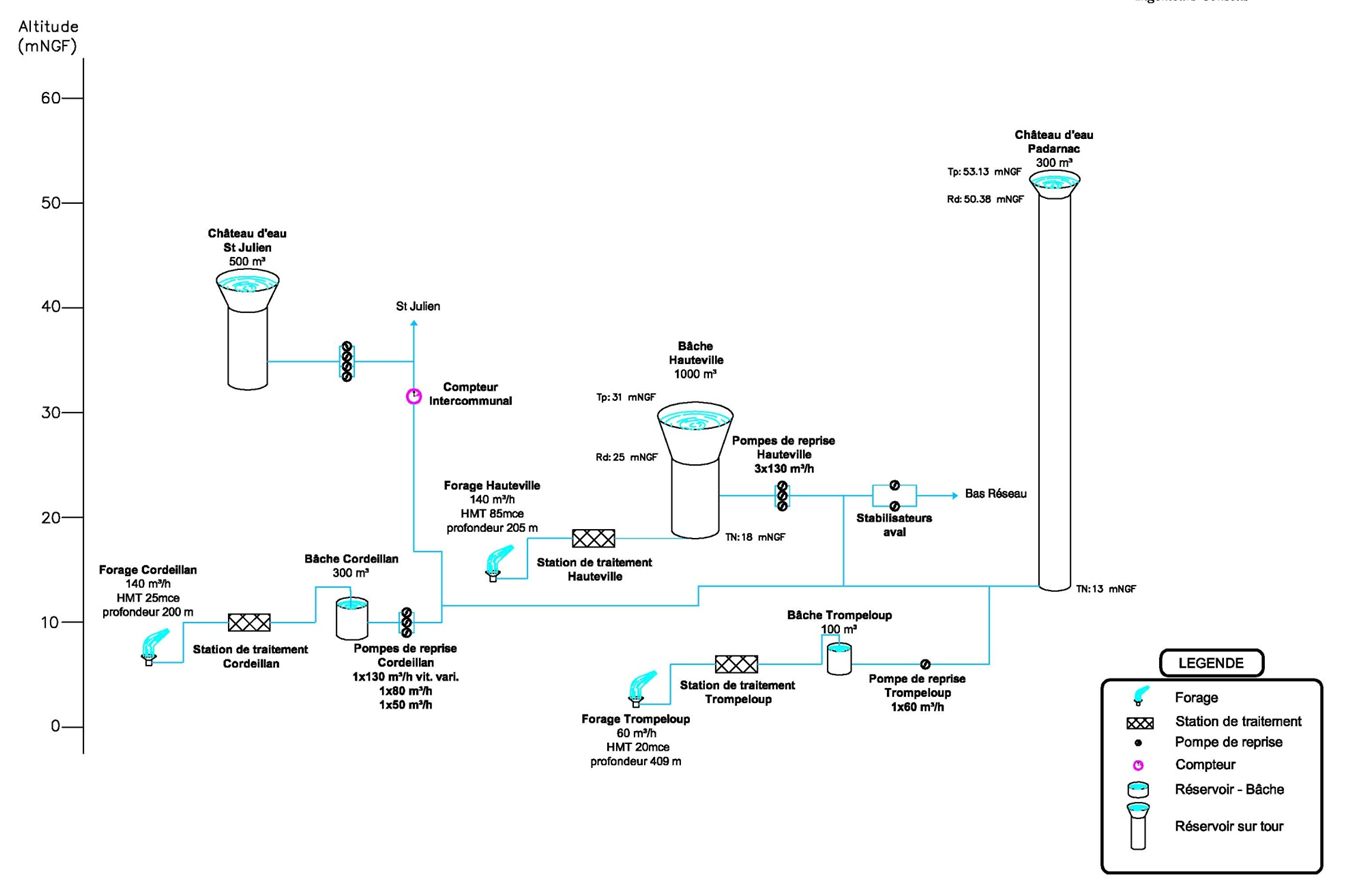 Altitude
(mNGF)
60
50
40
30
20
10
0
Château d'eau
St Julien
500 m³
St Julien
Compteur
Intercommunal
Château d'eau
Padarnac
300 m³
Tp: 53.13 mNGF
Rd: 50.38 mNGF
TN: 13 mNGF
Bâche
Hauteville
1000 m³
Tp: 31 mNGF
Rd: 25 mNGF
TN: 18 mNGF
Pompes de reprise
Hauteville
3x130 m³/h
Bas Réseau
Stabilisateurs
aval
Forage Hauteville
140 m³/h
HMT 85mce
profondeur 205 m
Station de traitement
Hauteville
Forage Cordeillan
140 m³/h
HMT 25mce
profondeur 200 m
Station de traitement
Cordeillan
Bâche Cordeillan
300 m³
Pompes de reprise
Cordeillan
1x130 m³/h vit. vari.
1x80 m³/h
1x50 m³/h
Bâche Trompeloup
100 m³
Station de traitement
Trompeloup
Pompe de reprise
Trompeloup
1x60 m³/h
Forage Trompeloup
60 m³/h
HMT 20mce
profondeur 409 m
LEGENDE
Forage
Station de traitement
Pompe de reprise
Compteur
Réservoir - Bâche
Réservoir sur tour